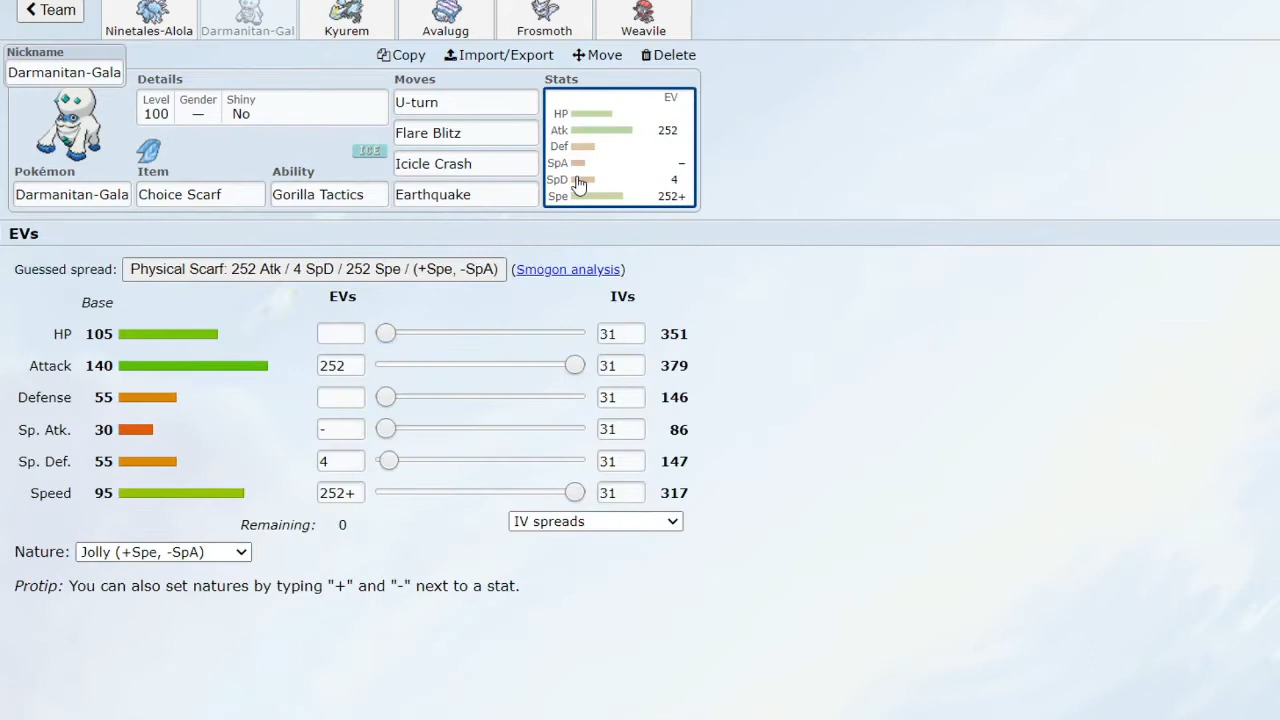 Team
Ninetales-Alola
Darmanitan-Gal
Kyurem
Avalugg
Frosmoth
Weavile
Copy
Import/Export
Move
Delete
Nickname
Darmanitan-Gala
Details
Moves
Stats
Level
100
Gender
—
Shiny
No
ICE
Pokémon
Darmanitan-Gala
Item
Choice Scarf
Ability
Gorilla Tactics
U-turn
Flare Blitz
Icicle Crash
Earthquake
EV
HP
Atk 252
Def
SpA –
SpD 4
Spe 252+
EVs
Guessed spread: Physical Scarf: 252 Atk / 4 SpD / 252 Spe / (+Spe, -SpA) (Smogon analysis)
Base EVs IVs
HP 105 31 351
Attack 140 252 31 379
Defense 55 31 146
Sp. Atk. 30 - 31 86
Sp. Def. 55 4 31 147
Speed 95 252+ 31 317
Remaining: 0
IV spreads
Nature: Jolly (+Spe, -SpA)
Protip: You can also set natures by typing "+" and "-" next to a stat.